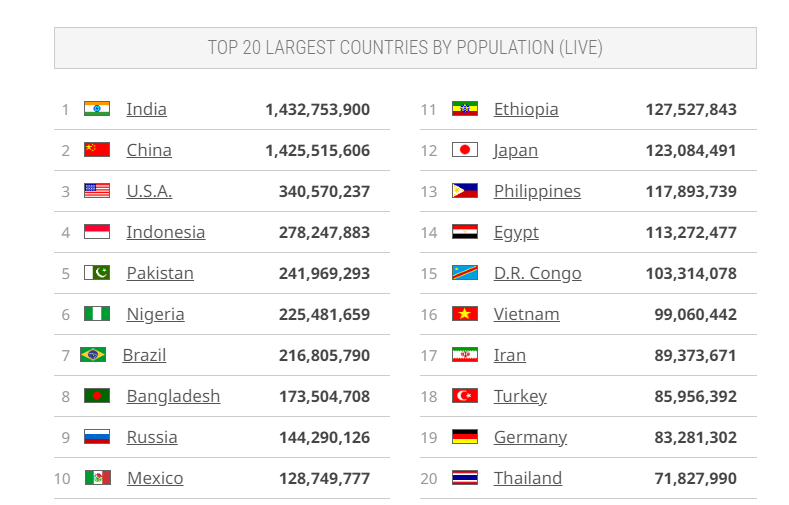 TOP 20 LARGEST COUNTRIES BY POPULATION (LIVE)
1 India 1,432,753,900
2 China 1,425,515,606
3 U.S.A. 340,570,237
4 Indonesia 278,247,883
5 Pakistan 241,969,293
6 Nigeria 225,481,659
7 Brazil 216,805,790
8 Bangladesh 173,504,708
9 Russia 144,290,126
10 Mexico 128,749,777
11 Ethiopia 127,527,843
12 Japan 123,084,491
13 Philippines 117,893,739
14 Egypt 113,272,477
15 D.R. Congo 103,314,078
16 Vietnam 99,060,442
17 Iran 89,373,671
18 Turkey 85,956,392
19 Germany 83,281,302
20 Thailand 71,827,990